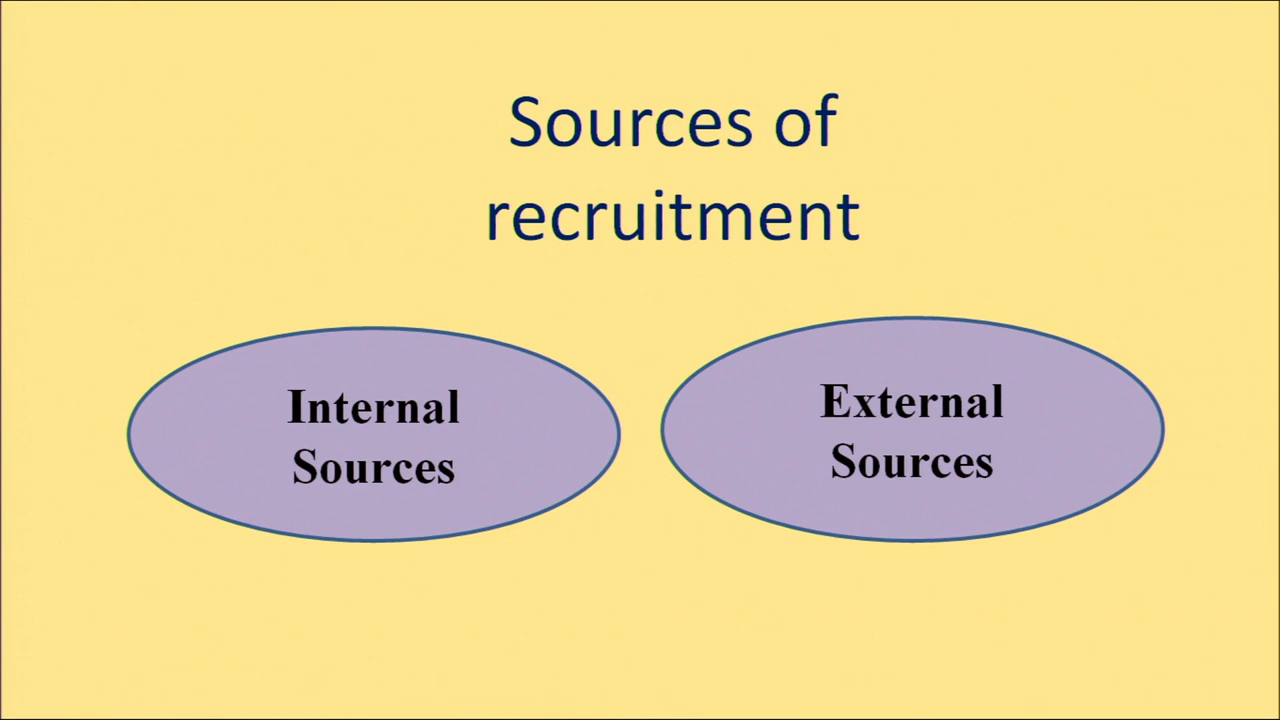 Sources of
recruitment
Internal
Sources
External
Sources